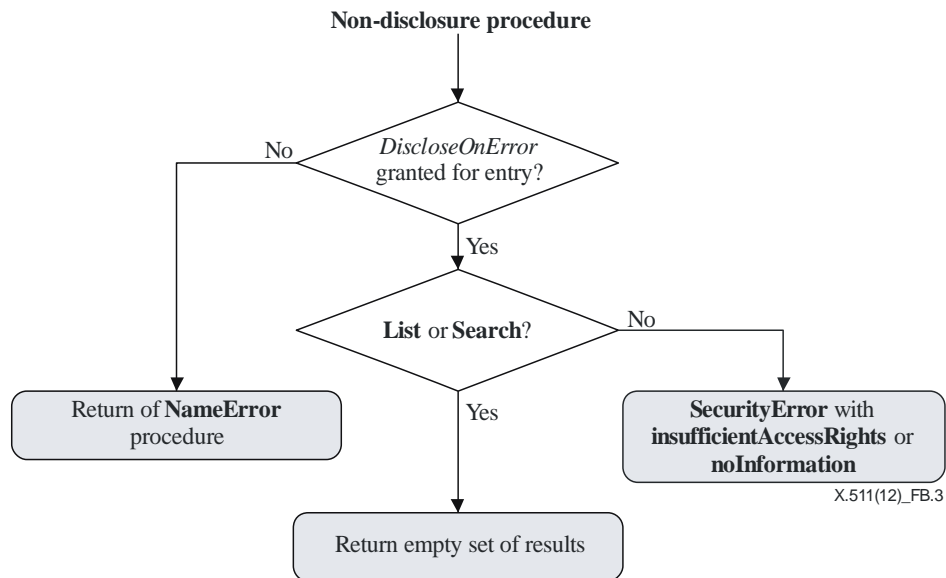 Non-disclosure procedure
DiscloseOnError
granted for entry?
No
Yes
List or Search?
No
Yes
Return of NameError
procedure
SecurityError with
insufficientAccessRights or
noInformation
X.511(12)_FB.3
Return empty set of results